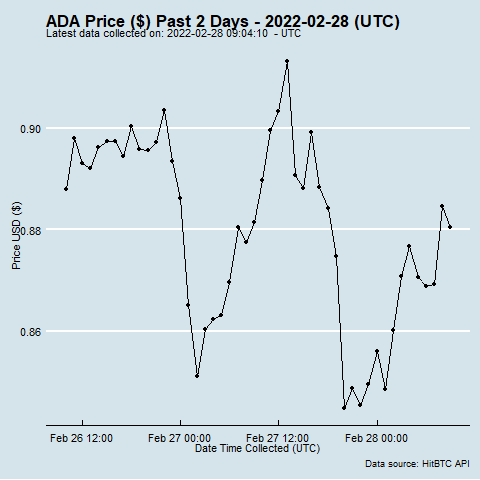 ADA Price ($) Past 2 Days - 2022-02-28 (UTC)
Latest data collected on: 2022-02-28 09:04:10 - UTC
0.90
0.88
0.86
Price USD ($)
Feb 26 12:00 Feb 27 00:00 Feb 27 12:00 Feb 28 00:00
Date Time Collected (UTC)
Data source: HitBTC API